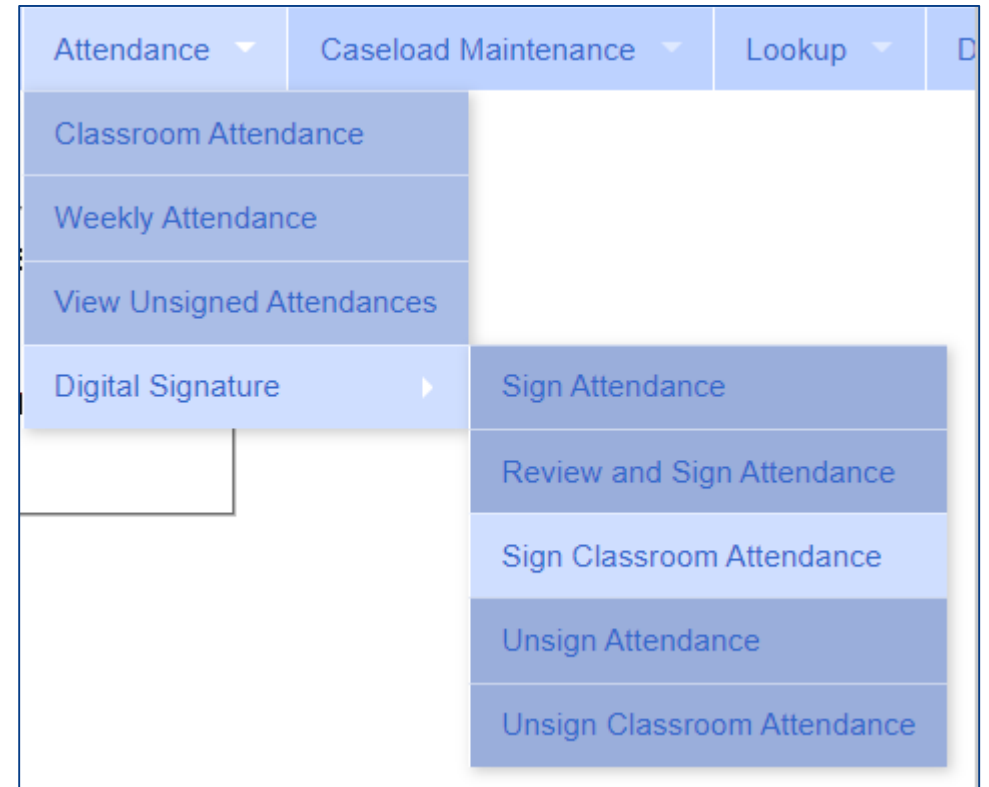 Attendance Caseload Maintenance Lookup D
Classroom Attendance
Weekly Attendance
View Unsigned Attendances
Digital Signature
Sign Attendance
Review and Sign Attendance
Sign Classroom Attendance
Unsign Attendance
Unsign Classroom Attendance